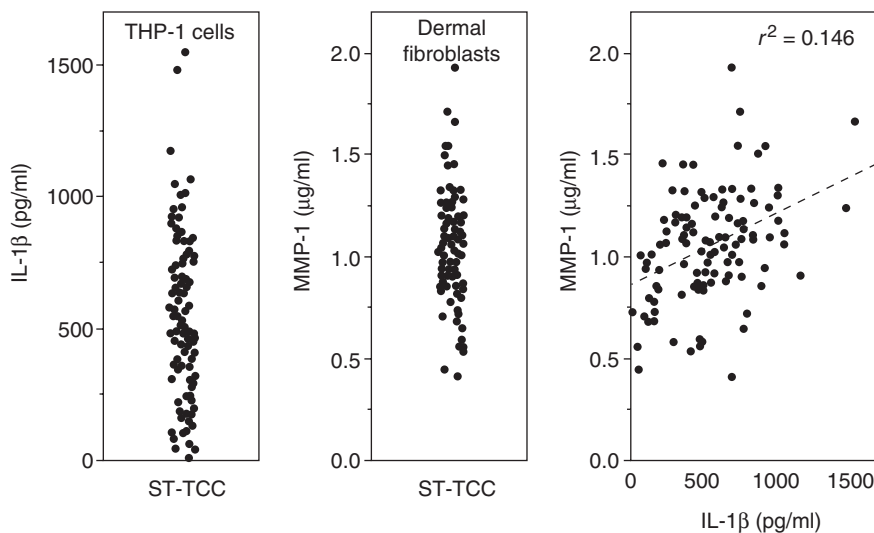 THP-1 cells
IL-1β (pg/ml)
1500
1000
500
0
ST-TCC
Dermal
fibroblasts
MMP-1 (μg/ml)
2.0
1.5
1.0
0.5
0.0
ST-TCC
r² = 0.146
MMP-1 (μg/ml)
2.0
1.5
1.0
0.5
0.0
0 500 1000 1500
IL-1β (pg/ml)